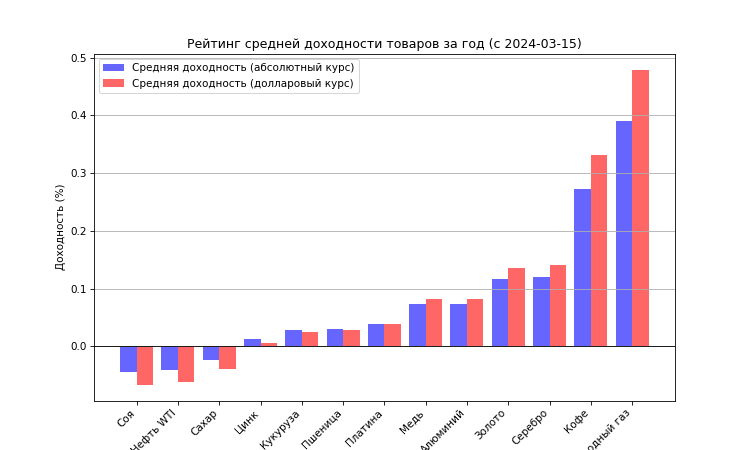 Рейтинг средней доходности товаров за год (с 2024-03-15)
Средняя доходность (абсолютный курс)
Средняя доходность (долларовый курс)
Доходность (%)
0.5
0.4
0.3
0.2
0.1
0.0
Соя
Нефть WTI
Сахар
Цинк
Кукуруза
Пшеница
Платина
Медь
Алюминий
Золото
Серебро
Кофе
одный газ